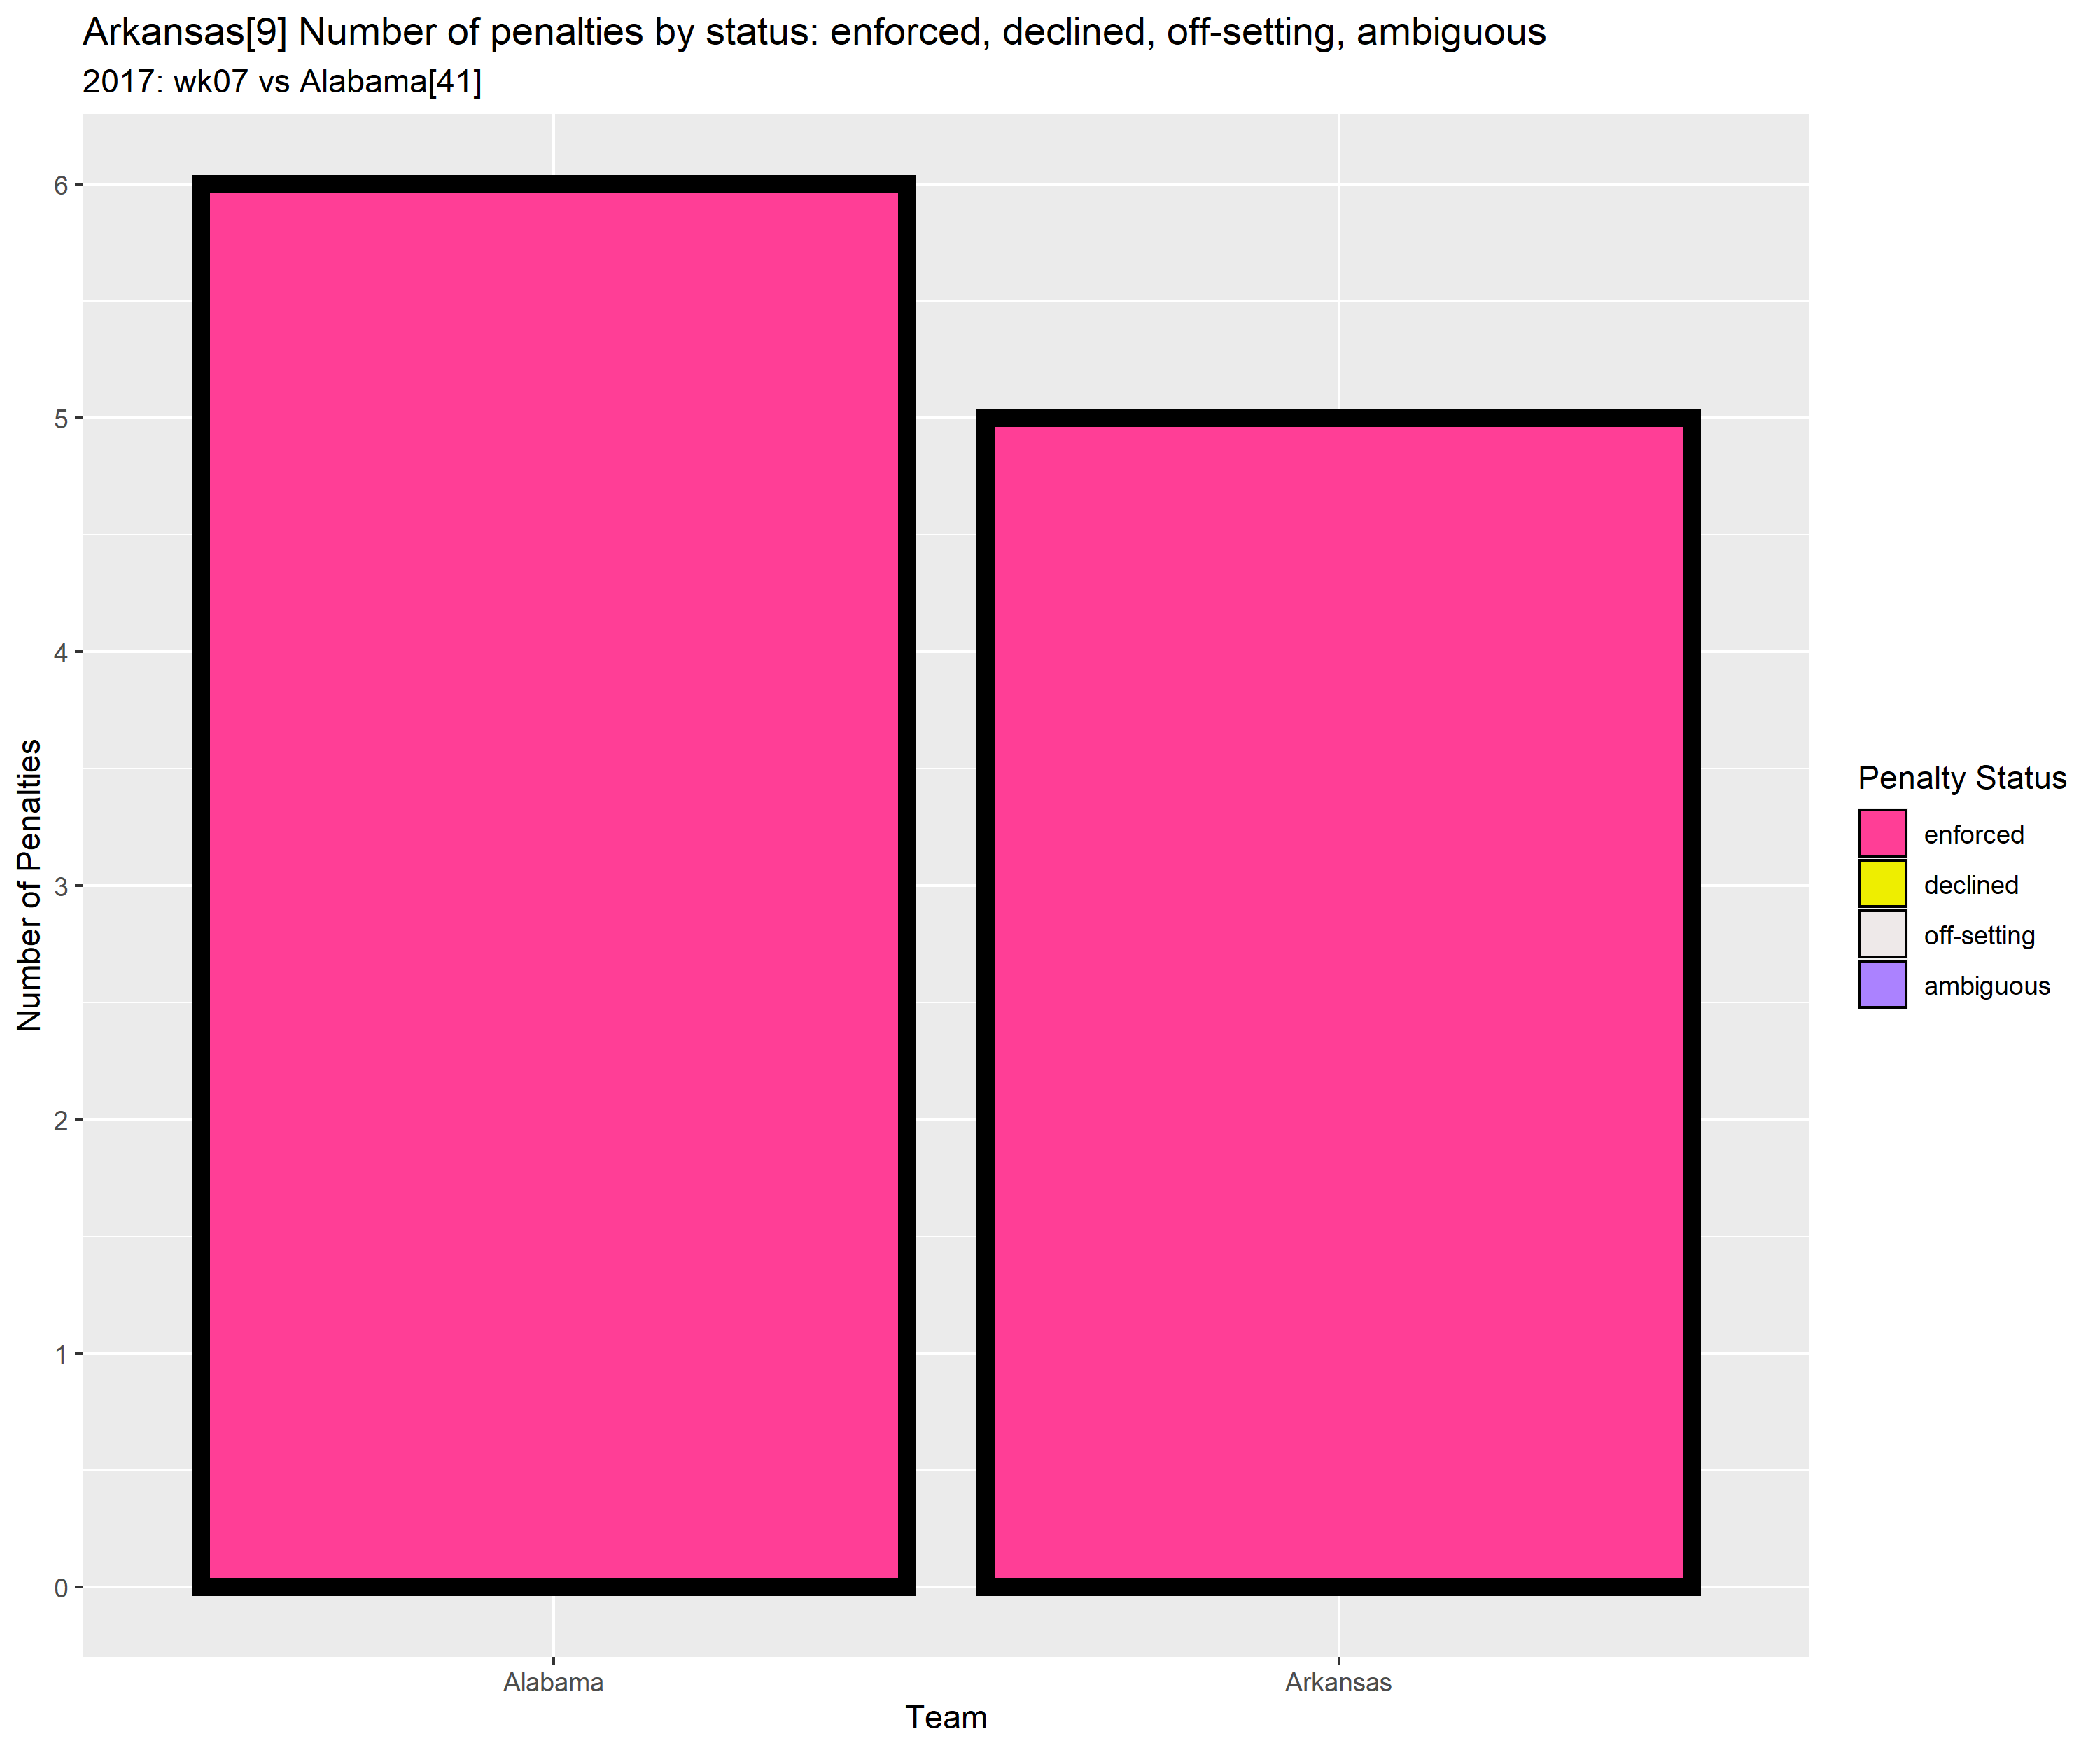 Arkansas[9] Number of penalties by status: enforced, declined, off-setting, ambiguous
2017: wk07 vs Alabama[41]
Number of Penalties
6
5
4
3
2
1
0
Alabama
Arkansas
Team
Penalty Status
enforced
declined
off-setting
ambiguous